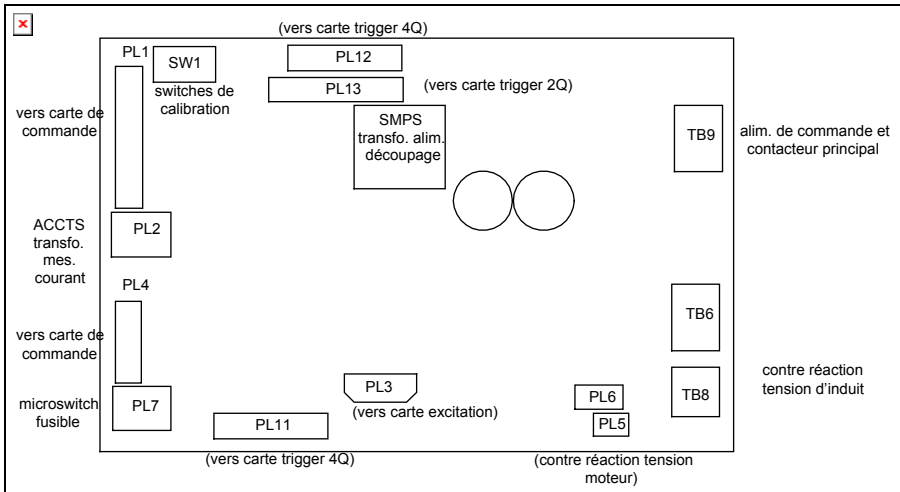 (vers carte trigger 4Q)
PL1
SW1
PL12
switches de
calibration
PL13
(vers carte trigger 2Q)
vers carte de
commande
SMPS
transfo. alim.
découpage
TB9
alim. de commande et
contacteur principal
ACCTS
transfo.
mes.
courant
PL2
PL4
TB6
vers carte de
commande
contre réaction
tension d'induit
PL3
(vers carte excitation)
PL6
TB8
microswitch
fusible
PL7
PL11
PL5
(vers carte trigger 4Q)
(contre réaction tension
moteur)